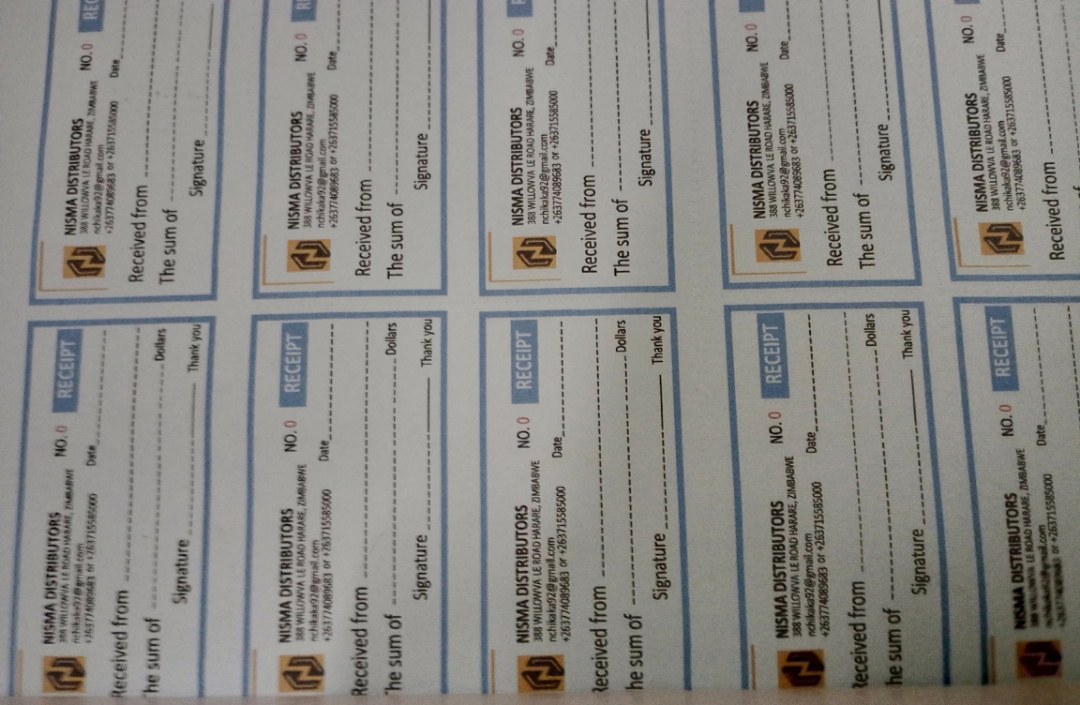 NISMA DISTRIBUTORS NO. 0 RECEIPT
388 WILLOWVA LE ROAD HARARE, ZIMBABWE
nchikaka92@gmail.com
+263774089683 or +263715585000 Date
Received from
he sum of Dollars
Signature Thank you
NISMA DISTRIBUTORS NO. 0 REC
388 WILLOWVA LE ROAD HARARE, ZIMBABWE
nchikaka92@gmail.com
+263774089683 or +263715585000 Date
Received from
The sum of
Signature
NISMA DISTRIBUTORS NO. 0 RECEIPT
388 WILLOWVA LE ROAD HARARE, ZIMBABWE
nchikaka92@gmail.com
+263774089683 or +263715585000 Date
Received from
he sum of Dollars
Signature Thank you
NISMA DISTRIBUTORS NO. 0 RE
388 WILLOWVA LE ROAD HARARE, ZIMBABWE
nchikaka92@gmail.com
+263774089683 or +263715585000 Date
Received from
The sum of
Signature
NISMA DISTRIBUTORS NO. 0 RECEIPT
388 WILLOWVA LE ROAD HARARE, ZIMBABWE
nchikaka92@gmail.com
+263774089683 or +263715585000 Date
eceived from
he sum of Dollars
Signature Thank you
NISMA DISTRIBUTORS NO. 0
388 WILLOWVA LE ROAD HARARE, ZIMBABWE
nchikaka92@gmail.com
+263774089683 or +263715585000 Date
Received from
The sum of
Signature
NISMA DISTRIBUTORS NO. 0 RECEIPT
388 WILLOWVA LE ROAD HARARE, ZIMBABWE
nchikaka92@gmail.com
+263774089683 or +263715585000 Date
eceived from
he sum of Dollars
Signature Thank you
NISMA DISTRIBUTORS NO. 0
388 WILLOWVA LE ROAD HARARE, ZIMBABWE
nchikaka92@gmail.com
+263774089683 or +263715585000 Date
Received from
The sum of
Signature
NISMA DISTRIBUTORS NO. 0 RECEIPT
388 WILLOWVA LE ROAD HARARE, ZIMBABWE
or +263715585000 Date
NISMA DISTRIBUTORS NO. 0
388 WILLOWVA LE ROAD HARARE, ZIMBABWE
nchikaka92@gmail.com
+263774089683 or +263715585000 Date
Received from